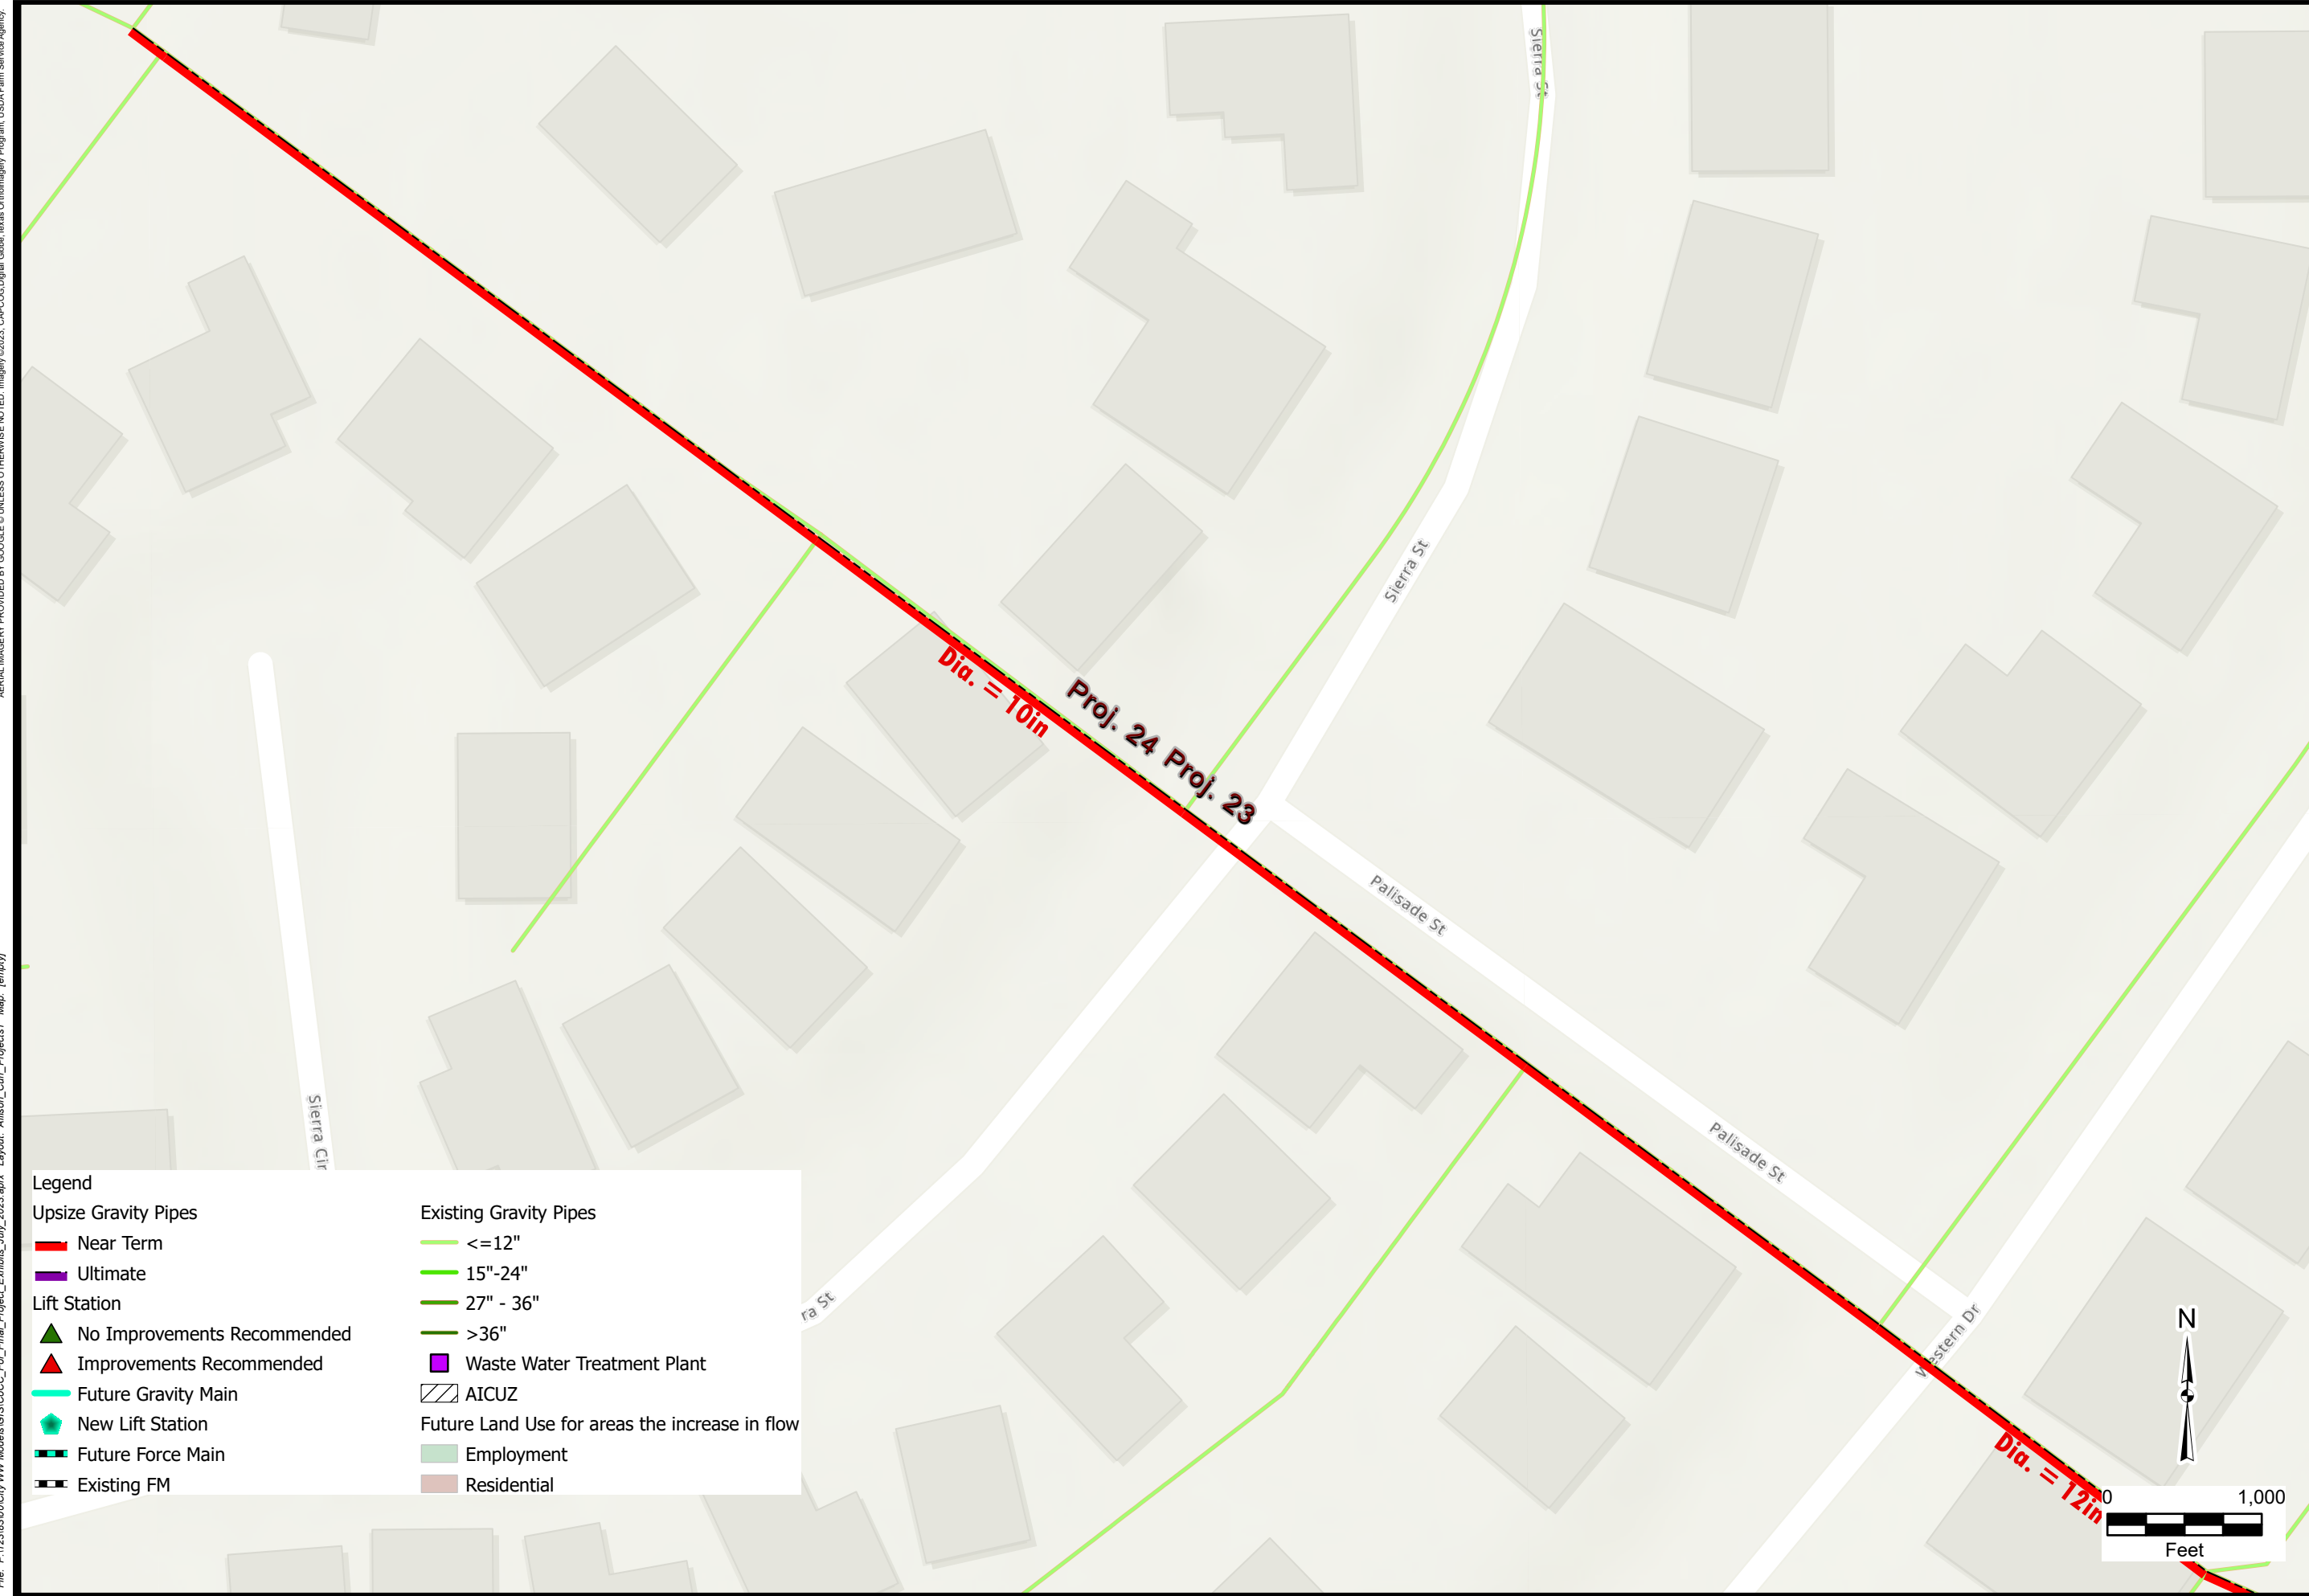 Sierra St
Sierra St
Dia. = 10in
Proj. 24
Proj. 23
Palisade St
Palisade St
Sierra Cir
ra St
Western Dr
Dia. = 12in
Legend
Upsize Gravity Pipes
Near Term
Ultimate
Lift Station
No Improvements Recommended
Improvements Recommended
Future Gravity Main
New Lift Station
Future Force Main
Existing FM
Existing Gravity Pipes
<=12"
15"-24"
27" - 36"
>36"
Waste Water Treatment Plant
AICUZ
Future Land Use for areas the increase in flow
Employment
Residential
N
0 1,000
Feet